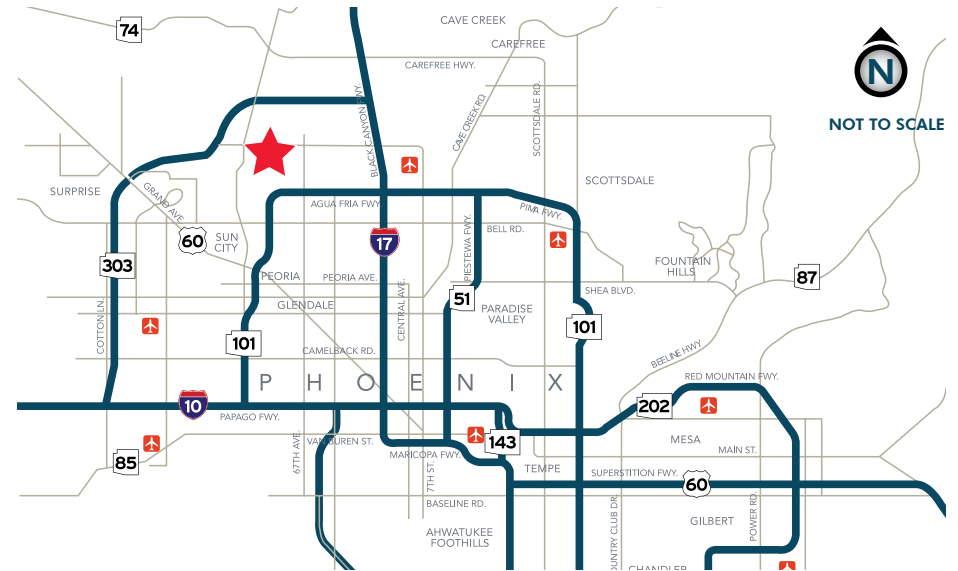 CAVE CREEK
74
CAREFREE
CAREFREE HWY.
N
NOT TO SCALE
BLACK CANYON FWY
CAVE CREEK RD.
SCOTTSDALE RD.
SURPRISE
GRAND AVE.
SCOTTSDALE
AGUA FRIA FWY.
PIMA FWY.
PIESTEWA FWY.
BELL RD.
60
SUN
CITY
17
303
FOUNTAIN
HILLS
87
PEORIA
PEORIA AVE.
SHEA BLVD.
51
GLENDALE
PARADISE
VALLEY
COTTON LN.
CENTRAL AVE.
101
101
CAMELBACK RD.
BEELINE HWY
PHOENIX
RED MOUNTAIN FWY.
10
202
PAPAGO FWY.
67TH AVE.
VAN BUREN ST.
143
MESA
MAIN ST.
MARICOPA FWY.
85
7TH ST.
TEMPE
SUPERSTITION FWY.
60
BASELINE RD.
POWER RD.
GILBERT
OUNTRY CLUB DR.
AHWATUKEE
FOOTHILLS
CHANDLER